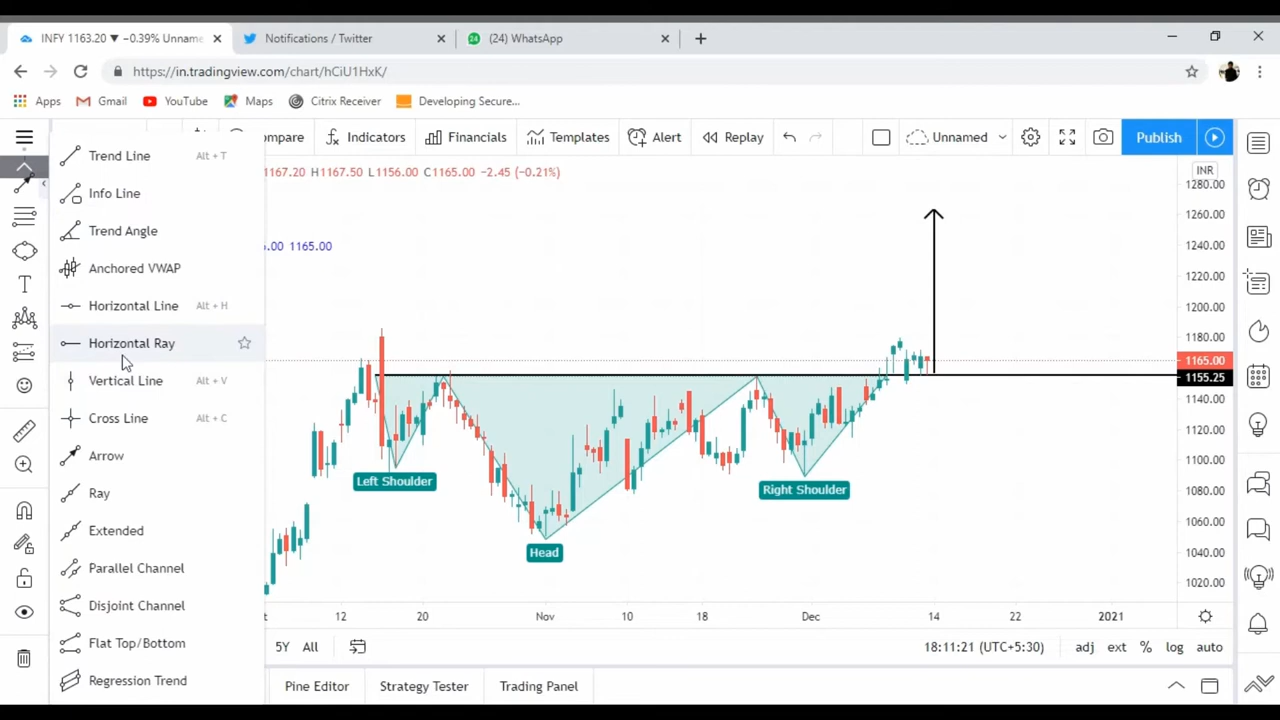 INFY 1163.20 ▼ −0.39% Unname
Notifications / Twitter
(24) WhatsApp
https://in.tradingview.com/chart/hCiU1HxK/
Apps
Gmail
YouTube
Maps
Citrix Receiver
Developing Secure...
ompare
Indicators
Financials
Templates
Alert
Replay
Unnamed
Publish
1167.20 H1167.50 L1156.00 C1165.00 −2.45 (−0.21%)
.00 1165.00
Trend Line Alt + T
Info Line
Trend Angle
Anchored VWAP
Horizontal Line Alt + H
Horizontal Ray
Vertical Line Alt + V
Cross Line Alt + C
Arrow
Ray
Extended
Parallel Channel
Disjoint Channel
Flat Top/Bottom
Regression Trend
Left Shoulder
Head
Right Shoulder
INR
1280.00
1260.00
1240.00
1220.00
1200.00
1180.00
1165.00
1155.25
1140.00
1120.00
1100.00
1080.00
1060.00
1040.00
1020.00
t 12 20 Nov 10 18 Dec 14 22 2021
5Y All
18:11:21 (UTC+5:30) adj ext % log auto
Pine Editor Strategy Tester Trading Panel